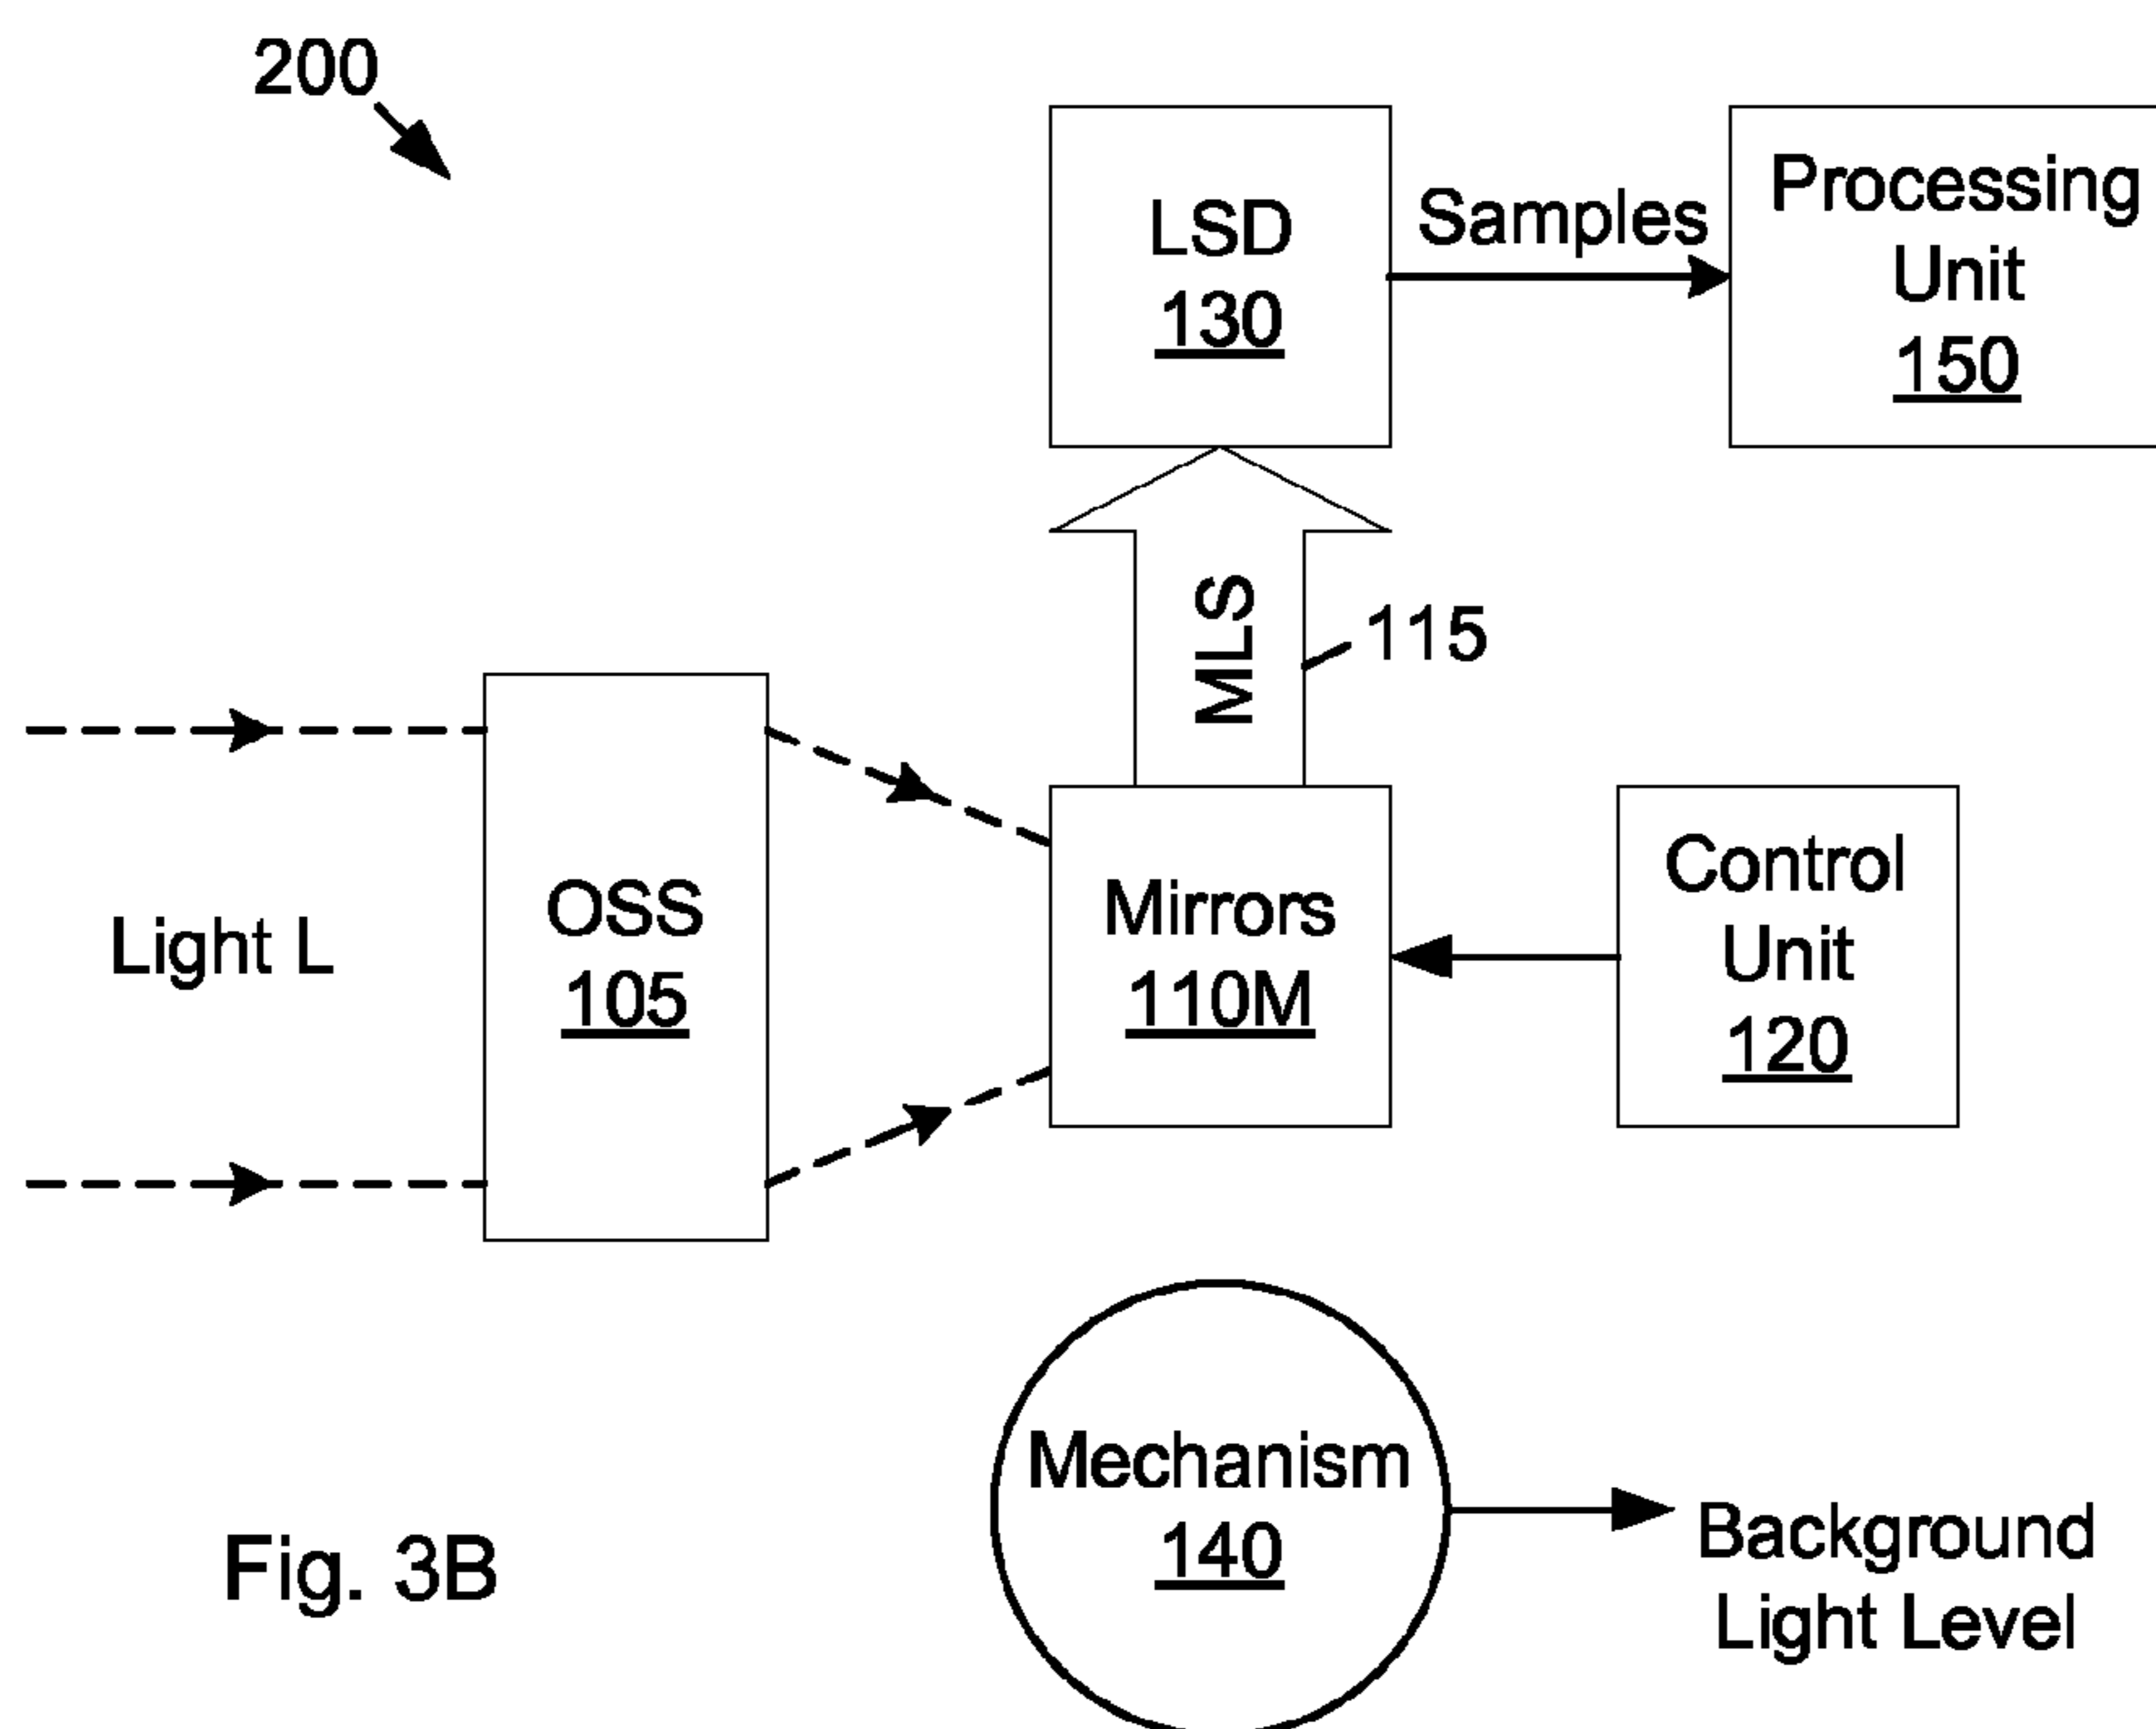 200
LSD
130
Samples
Processing
Unit
150
MLS
115
Light L
OSS
105
Mirrors
110M
Control
Unit
120
Mechanism
140
Background
Light Level
Fig. 3B